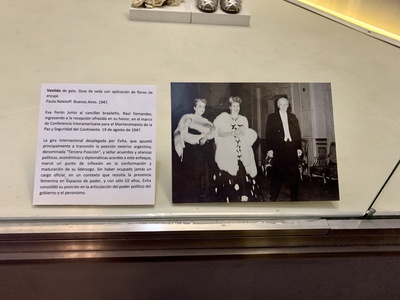 Vestido de gala. Gasa de seda con aplicación de flores de
encaje.
Paula Naletoff. Buenos Aires. 1947.
Eva Perón junto al canciller brasileño, Raul Fernandes,
ingresando a la recepción ofrecida en su honor, en el marco
de Conferencia Interamericana para el Mantenimiento de la
Paz y Seguridad del Continente. 19 de agosto de 1947.
La gira internacional desplegada por Evita, que apuntó
principalmente a transmitir la posición exterior argentina,
denominada "Tercera Posición", y sellar acuerdos y alianzas
políticas, económicas y diplomáticas acordes a este enfoque,
marcó un punto de inflexión en la conformación y
maduración de su liderazgo. Sin haber ocupado jamás un
cargo oficial, en un contexto que resistía la presencia
femenina en espacios de poder, y con sólo 28 años, Evita
consolidó su posición en la articulación del poder político del
gobierno y el peronismo.